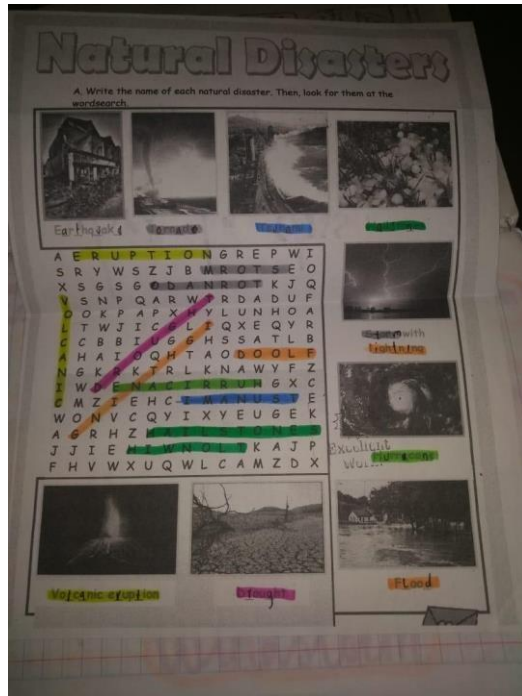 Natural Disasters
A. Write the name of each natural disaster. Then, look for them at the
wordsearch.
Earthquake Tornado Tsunami
A E R U P T I O N G R E P W I
S R Y W S Z J B M R O T S E O
X S G S G O D A N R O T K J Q
V S N P Q A R W T R D A D U F
O O K P A P X H Y L U N H O A
L T W J I C G L I Q X E Q Y R
C C B B I U G G H S S A T L B
A H A I O Q H T A O D O O L F
N G K R K T R L K N A W Y F Z
I W D E N A C I R R U H G X C
C M Z I E H C I M A N U S T E
W O N V C Q Y I X Y E U G E K
A G R H Z H A I L S T O N E S
J J I E H I W N O L T K A J P
F H V W X U Q W L C A M Z D X
Storm with
lightning
Excellent
Work
Hurricane
Volcanic eruption Drought
Flood